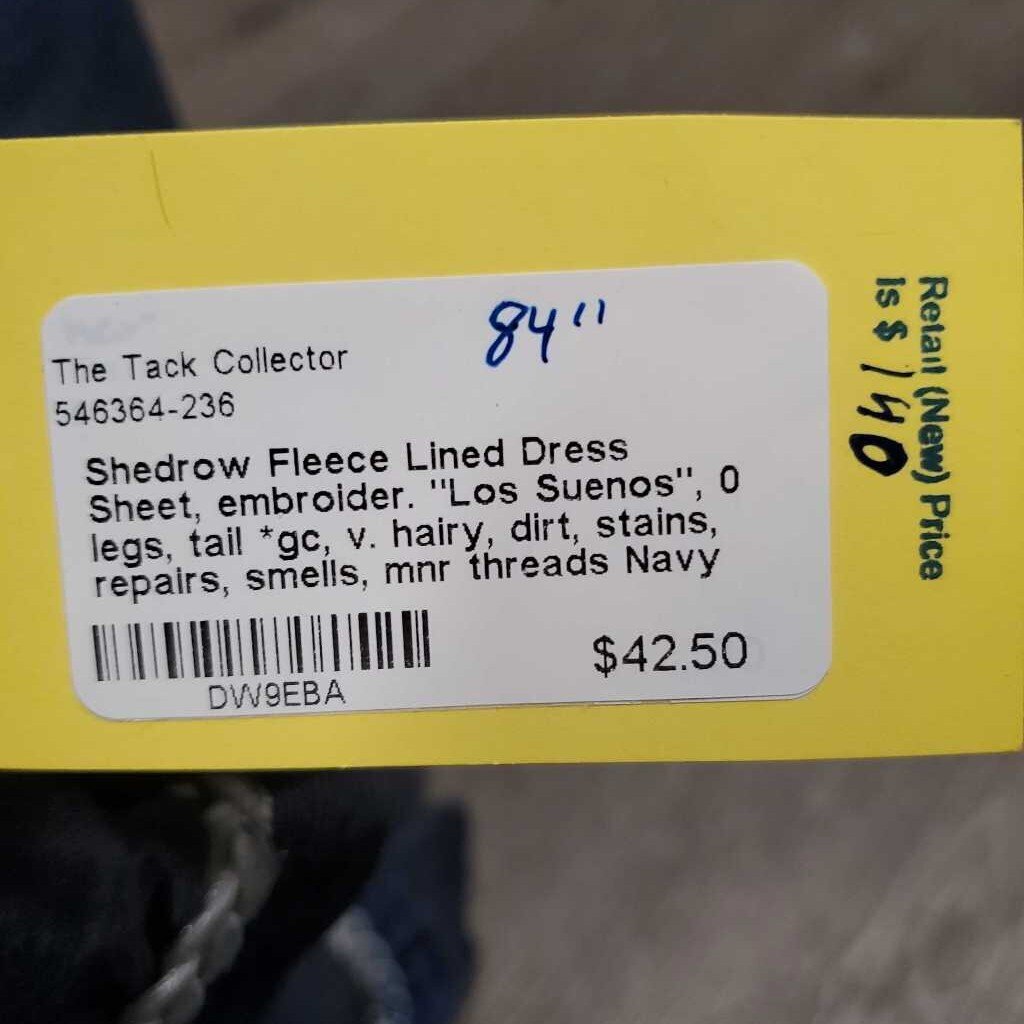 84"
The Tack Collector
546364-236
Shedrow Fleece Lined Dress
Sheet, embroider. "Los Suenos", 0
legs, tail *gc, v. hairy, dirt, stains,
repairs, smells, mnr threads Navy
DW9EBA
$42.50
Retail (New) Price
Is $ 140